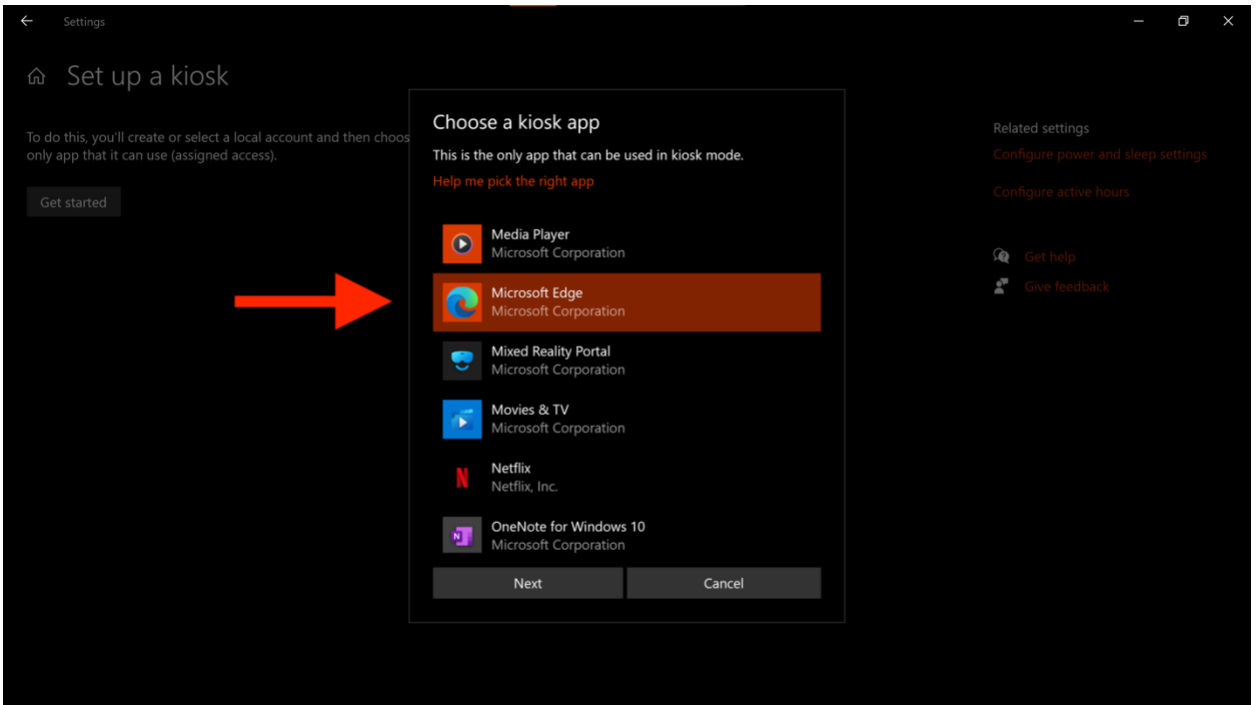 Settings
Set up a kiosk
To do this, you'll create or select a local account and then choos
only app that it can use (assigned access).
Get started
Choose a kiosk app
This is the only app that can be used in kiosk mode.
Help me pick the right app
Media Player
Microsoft Corporation
Microsoft Edge
Microsoft Corporation
Mixed Reality Portal
Microsoft Corporation
Movies & TV
Microsoft Corporation
N
Netflix
Netflix, Inc.
N
OneNote for Windows 10
Microsoft Corporation
Next
Cancel
Related settings
Configure power and sleep settings
Configure active hours
Get help
Give feedback